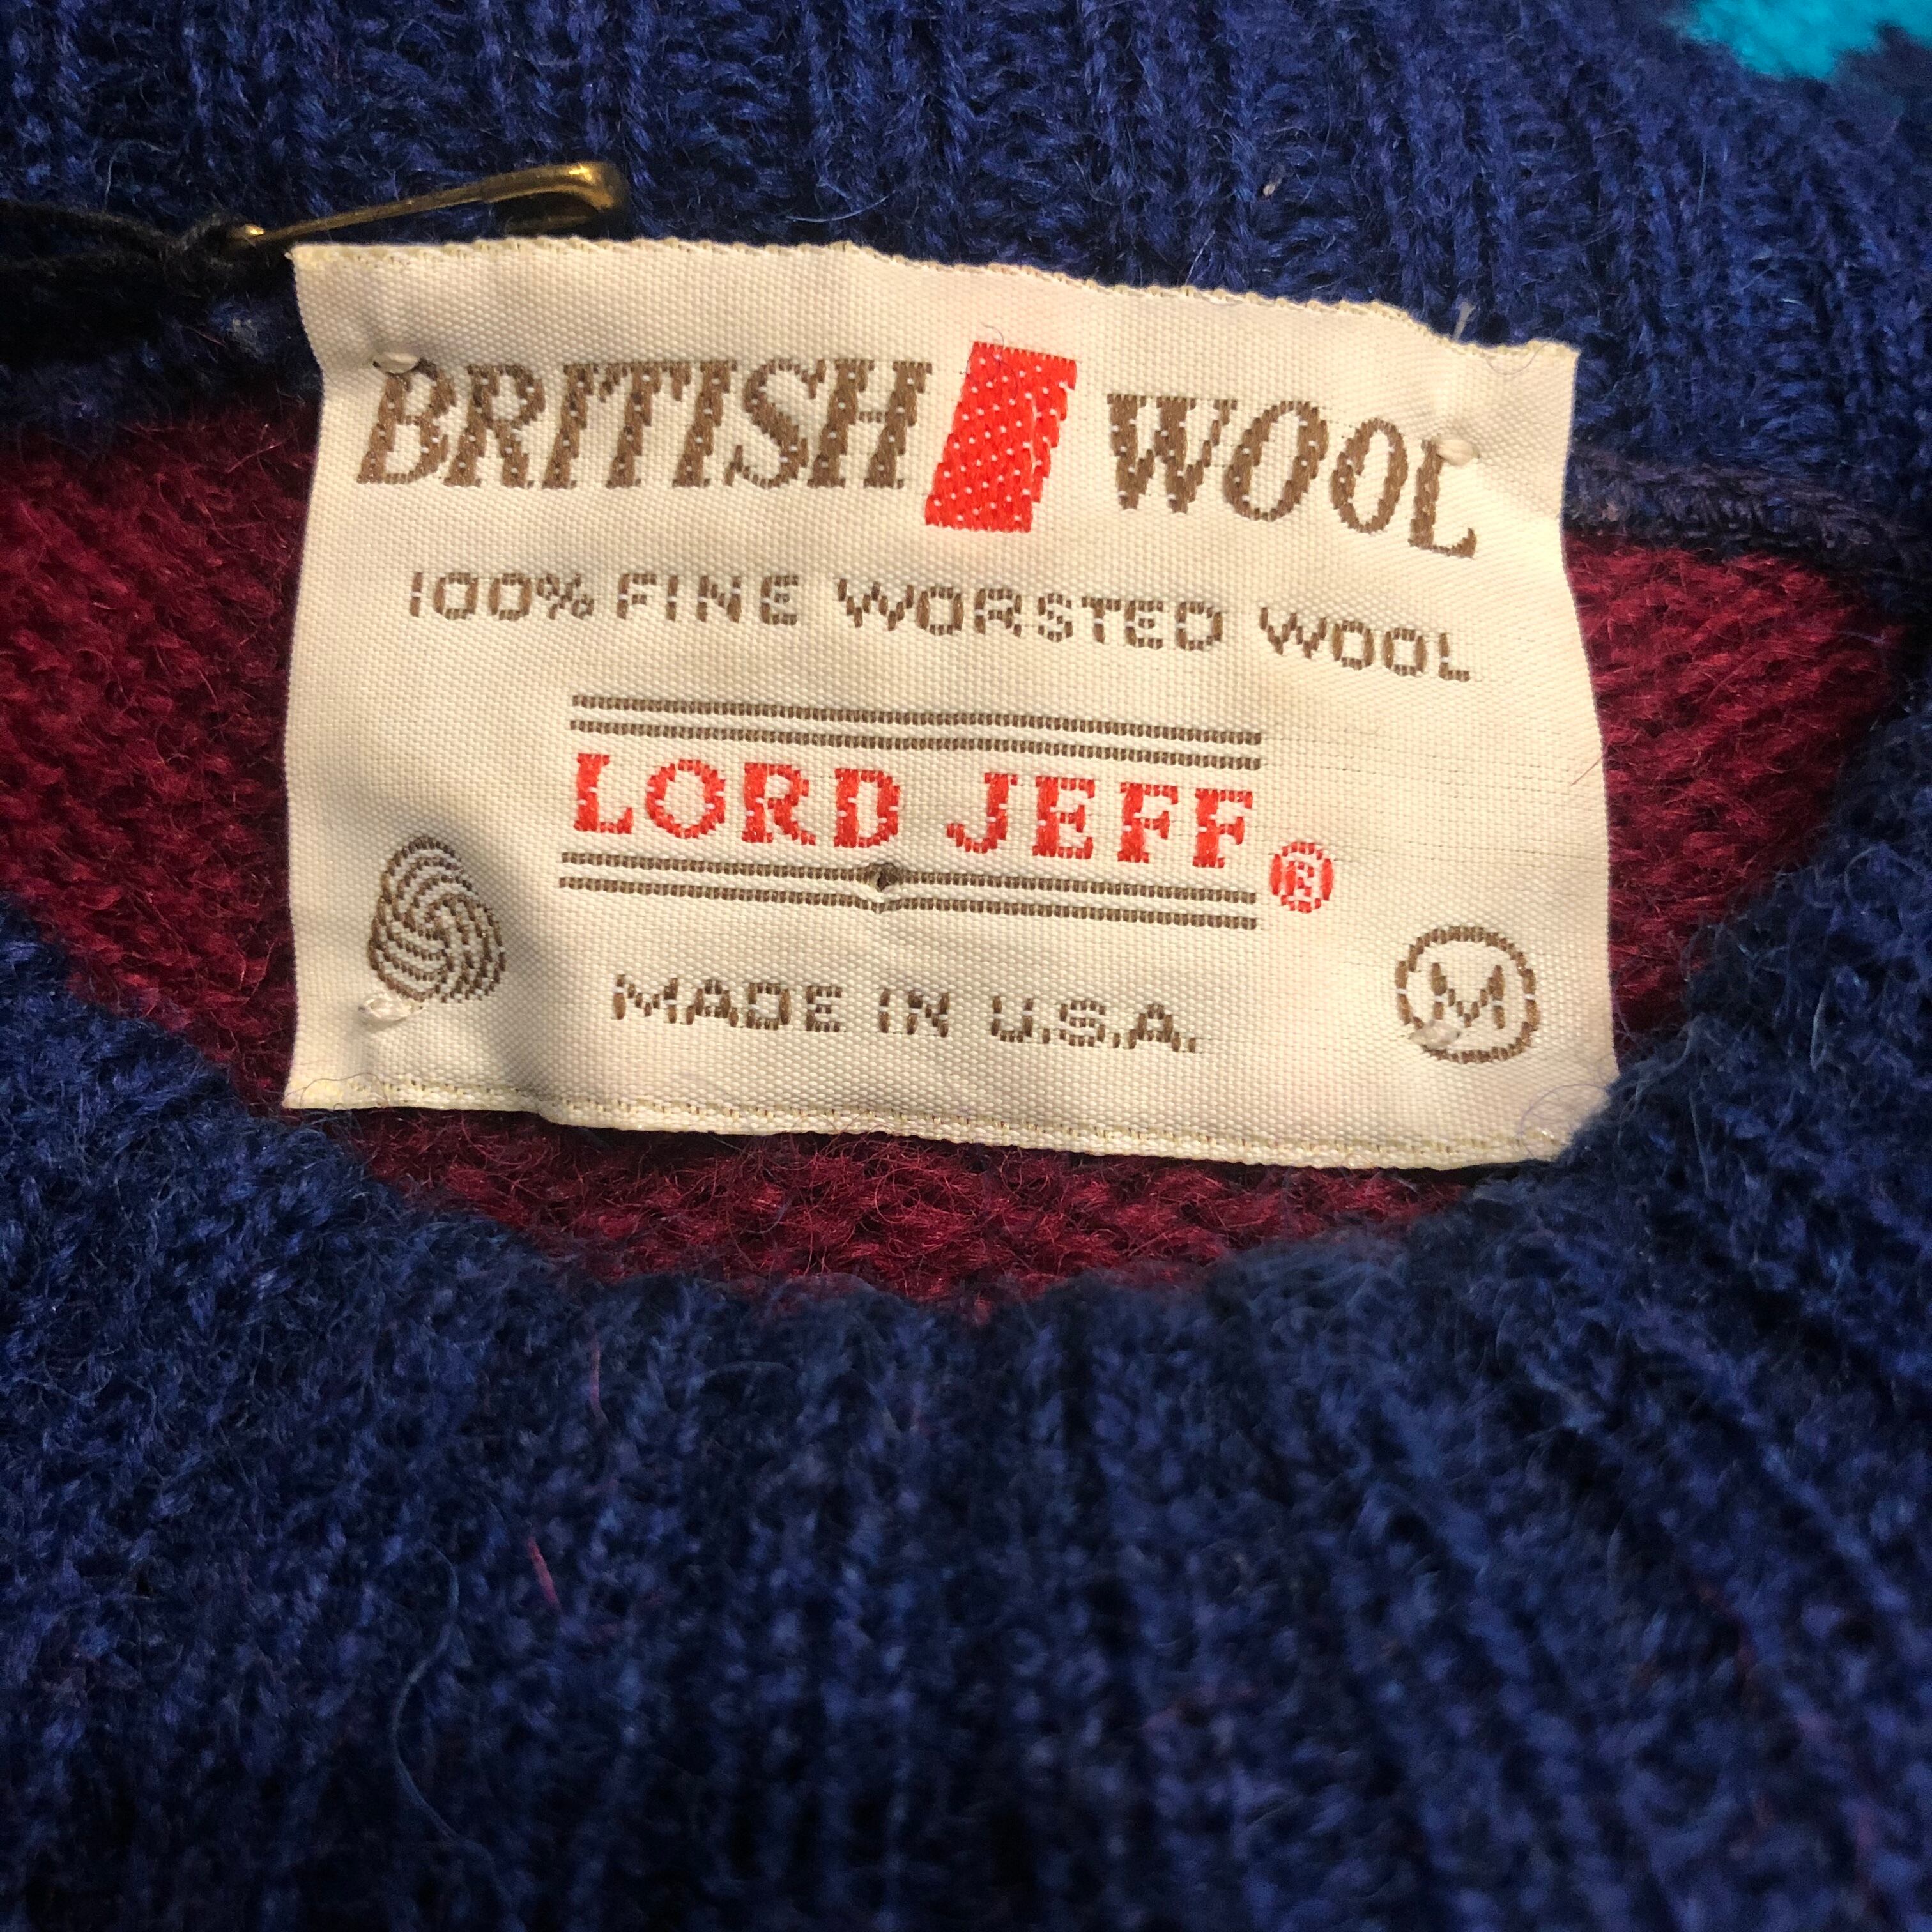 BRITISH WOOL
100% FINE WORSTED WOOL
LORD JEFF®
MADE IN U.S.A.
M